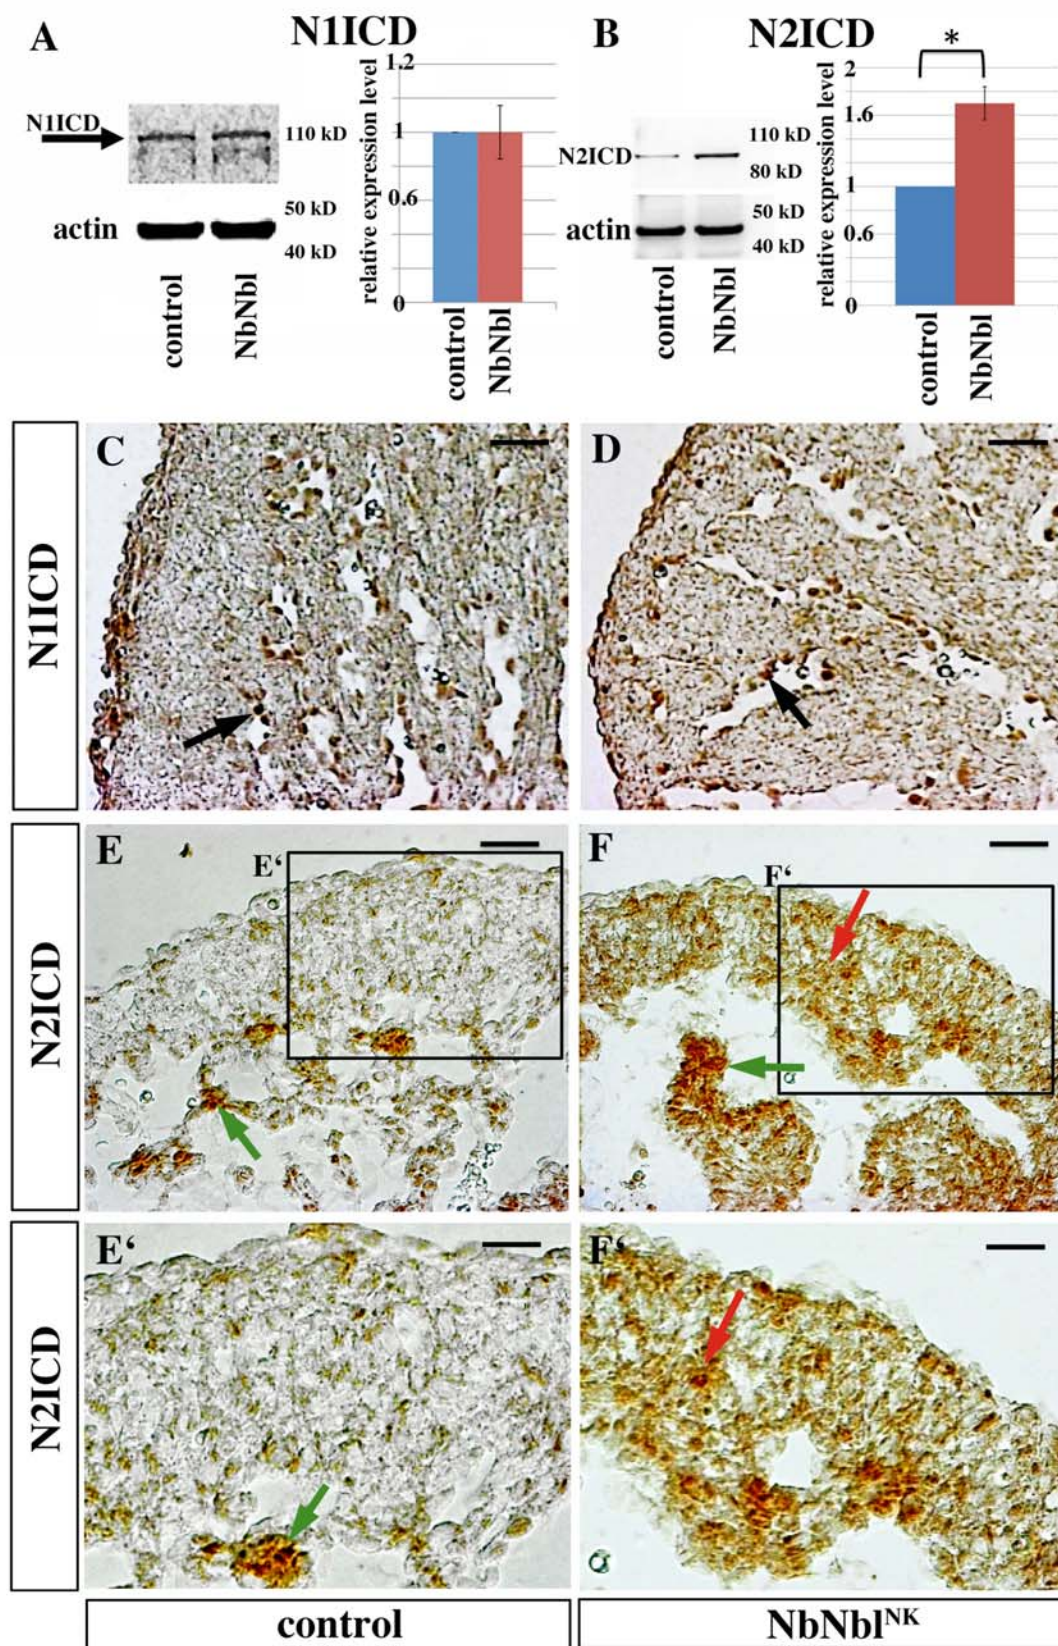 A
N1ICD
N1ICD
110 kD
actin
50 kD
40 kD
control
NbNbl
relative expression level
1.2
1
0.6
0
control
NbNbl
B
N2ICD
*
N2ICD
110 kD
80 kD
actin
50 kD
40 kD
control
NbNbl
relative expression level
2
1.6
1
0.6
0
control
NbNbl
N1ICD
C
D
N2ICD
E
E‘
F
F‘
N2ICD
E‘
F‘
control
NbNblNK